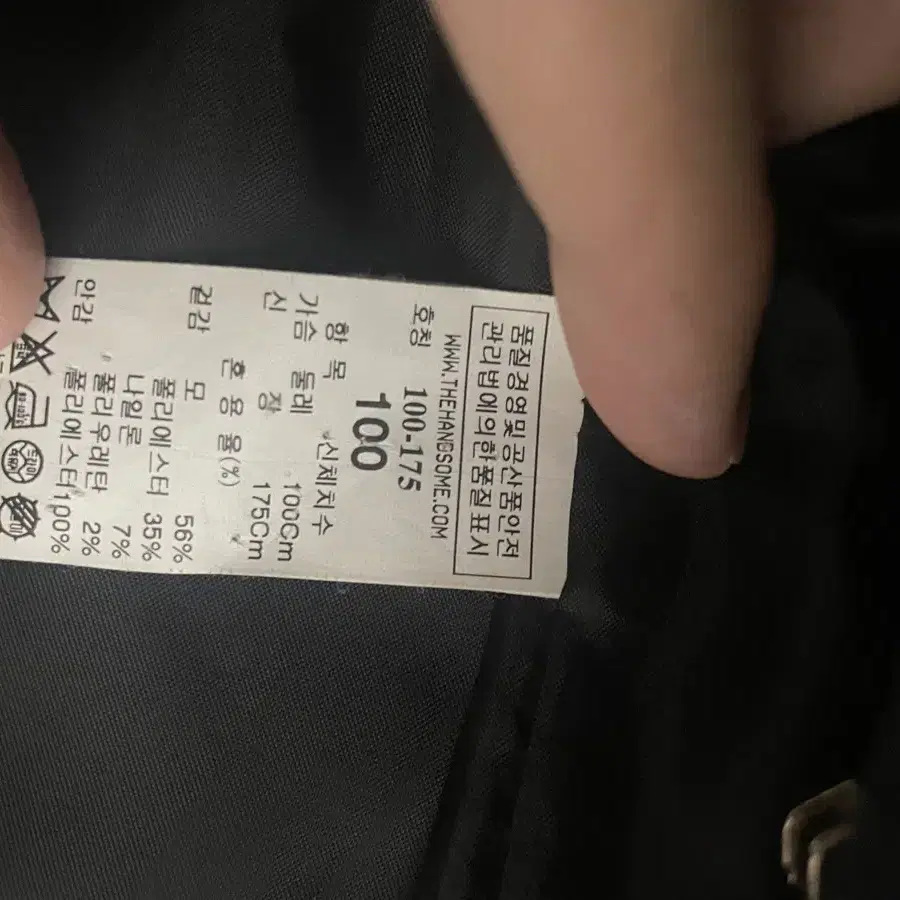 품질경영및공산품안전
관리법에의한품질표시
WWW.THEHANDSOME.COM
호칭 100-175
100
항 목 신체치수
가슴 둘레 100Cm
신 장 175Cm
혼 용 율(%)
겉감 모 56%
폴리에스터 35%
나일론 7%
폴리우레탄 2%
안감 폴리에스터100%